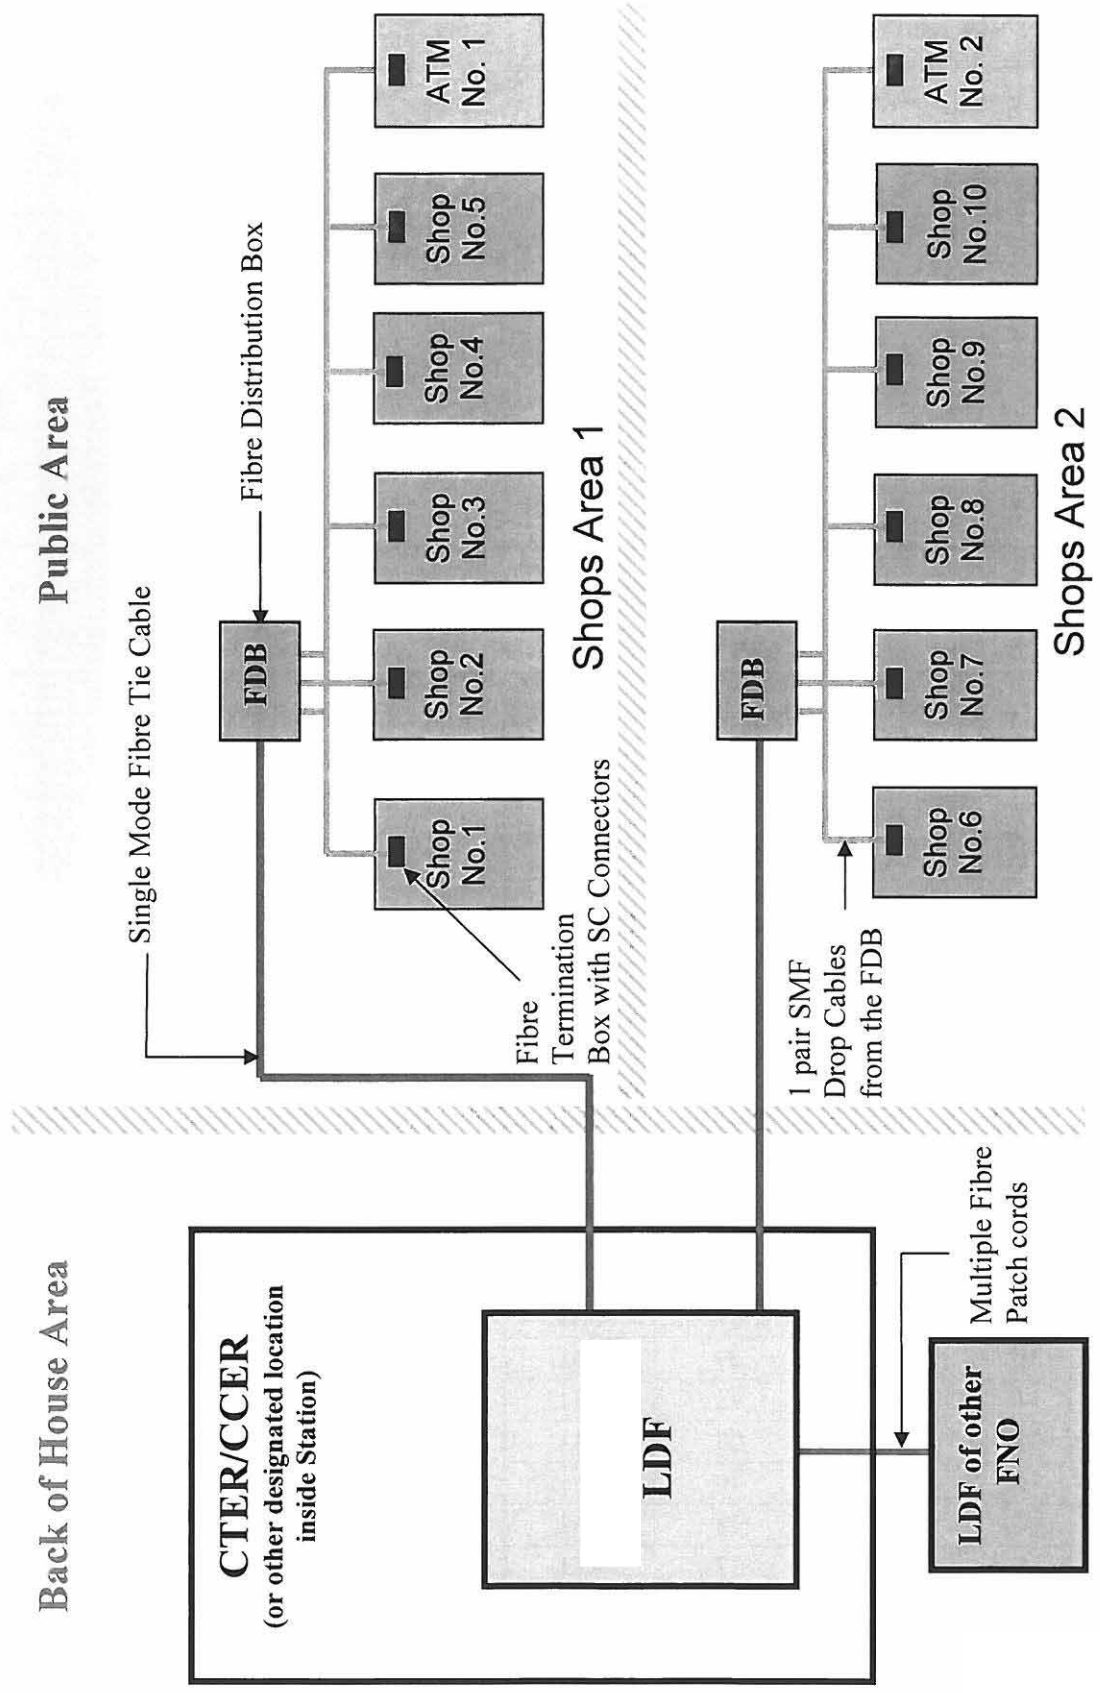 Back of House Area
Public Area
CTER/CCER
(or other designated location
inside Station)
LDF
LDF of other
FNO
Multiple Fibre
Patch cords
Single Mode Fibre Tie Cable
Fibre Distribution Box
FDB
Shop
No.1
Shop
No.2
Shop
No.3
Shop
No.4
Shop
No.5
ATM
No. 1
Fibre
Termination
Box with SC Connectors
Shops Area 1
FDB
1 pair SMF
Drop Cables
from the FDB
Shop
No.6
Shop
No.7
Shop
No.8
Shop
No.9
Shop
No.10
ATM
No. 2
Shops Area 2